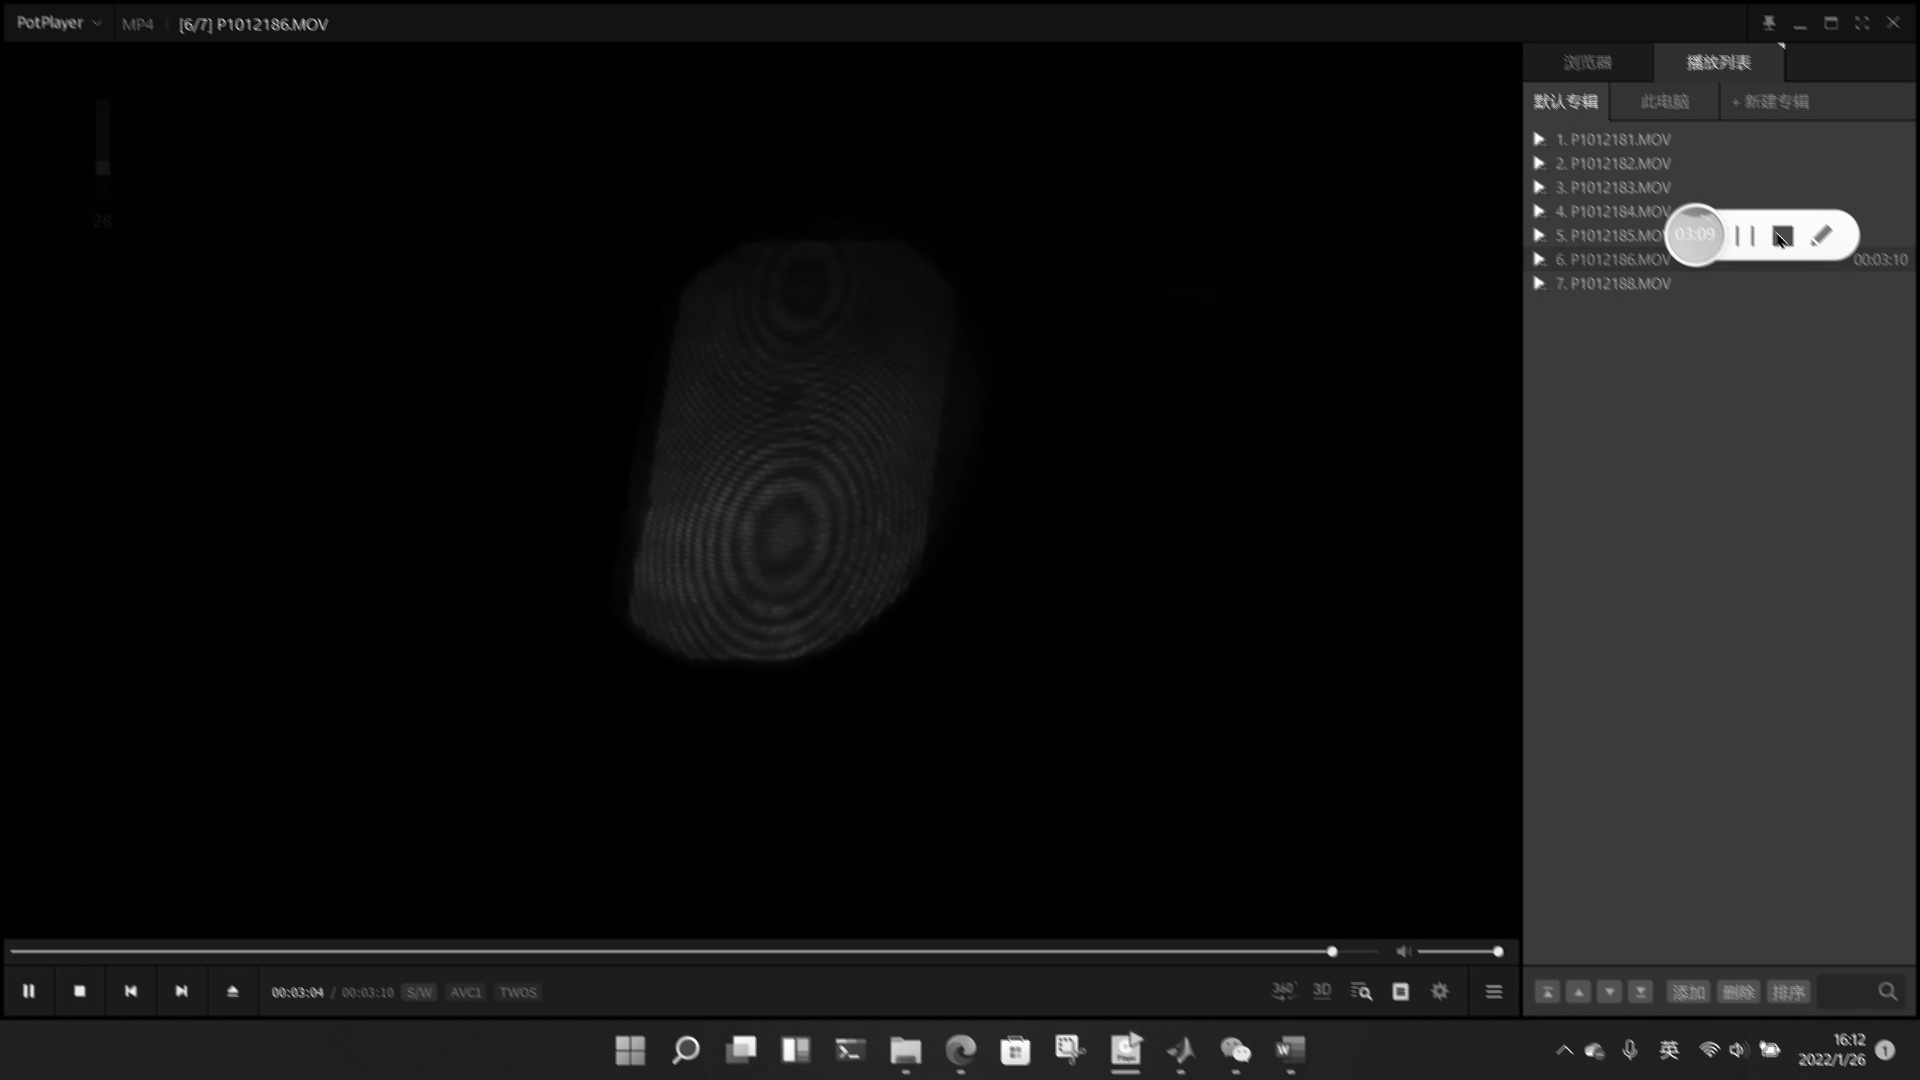 PotPlayer MP4 [6/7] P1012186.MOV
浏览器 播放列表
默认专辑 此电脑 + 新建专辑
1. P1012181.MOV
2. P1012182.MOV
3. P1012183.MOV
4. P1012184.MOV
5. P1012185.MOV
03:09
6. P1012186.MOV 00:03:10
7. P1012188.MOV
28
00:03:04 / 00:03:10 S/W AVC1 TWOS
360° 3D
添加 删除 排序
英
16:12
2022/1/26
1